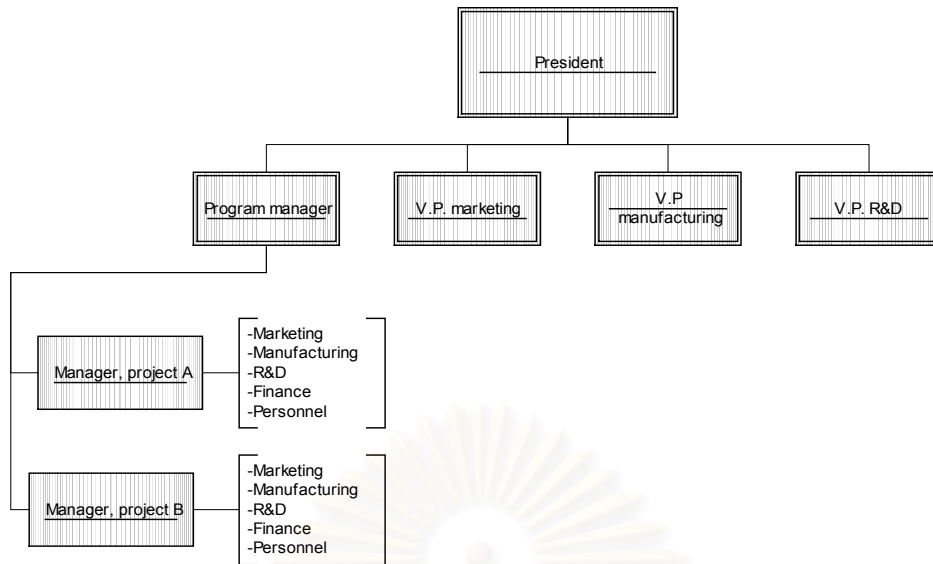 President
Program manager
V.P. marketing
V.P
manufacturing
V.P. R&D
Manager, project A
-Marketing
-Manufacturing
-R&D
-Finance
-Personnel
Manager, project B
-Marketing
-Manufacturing
-R&D
-Finance
-Personnel